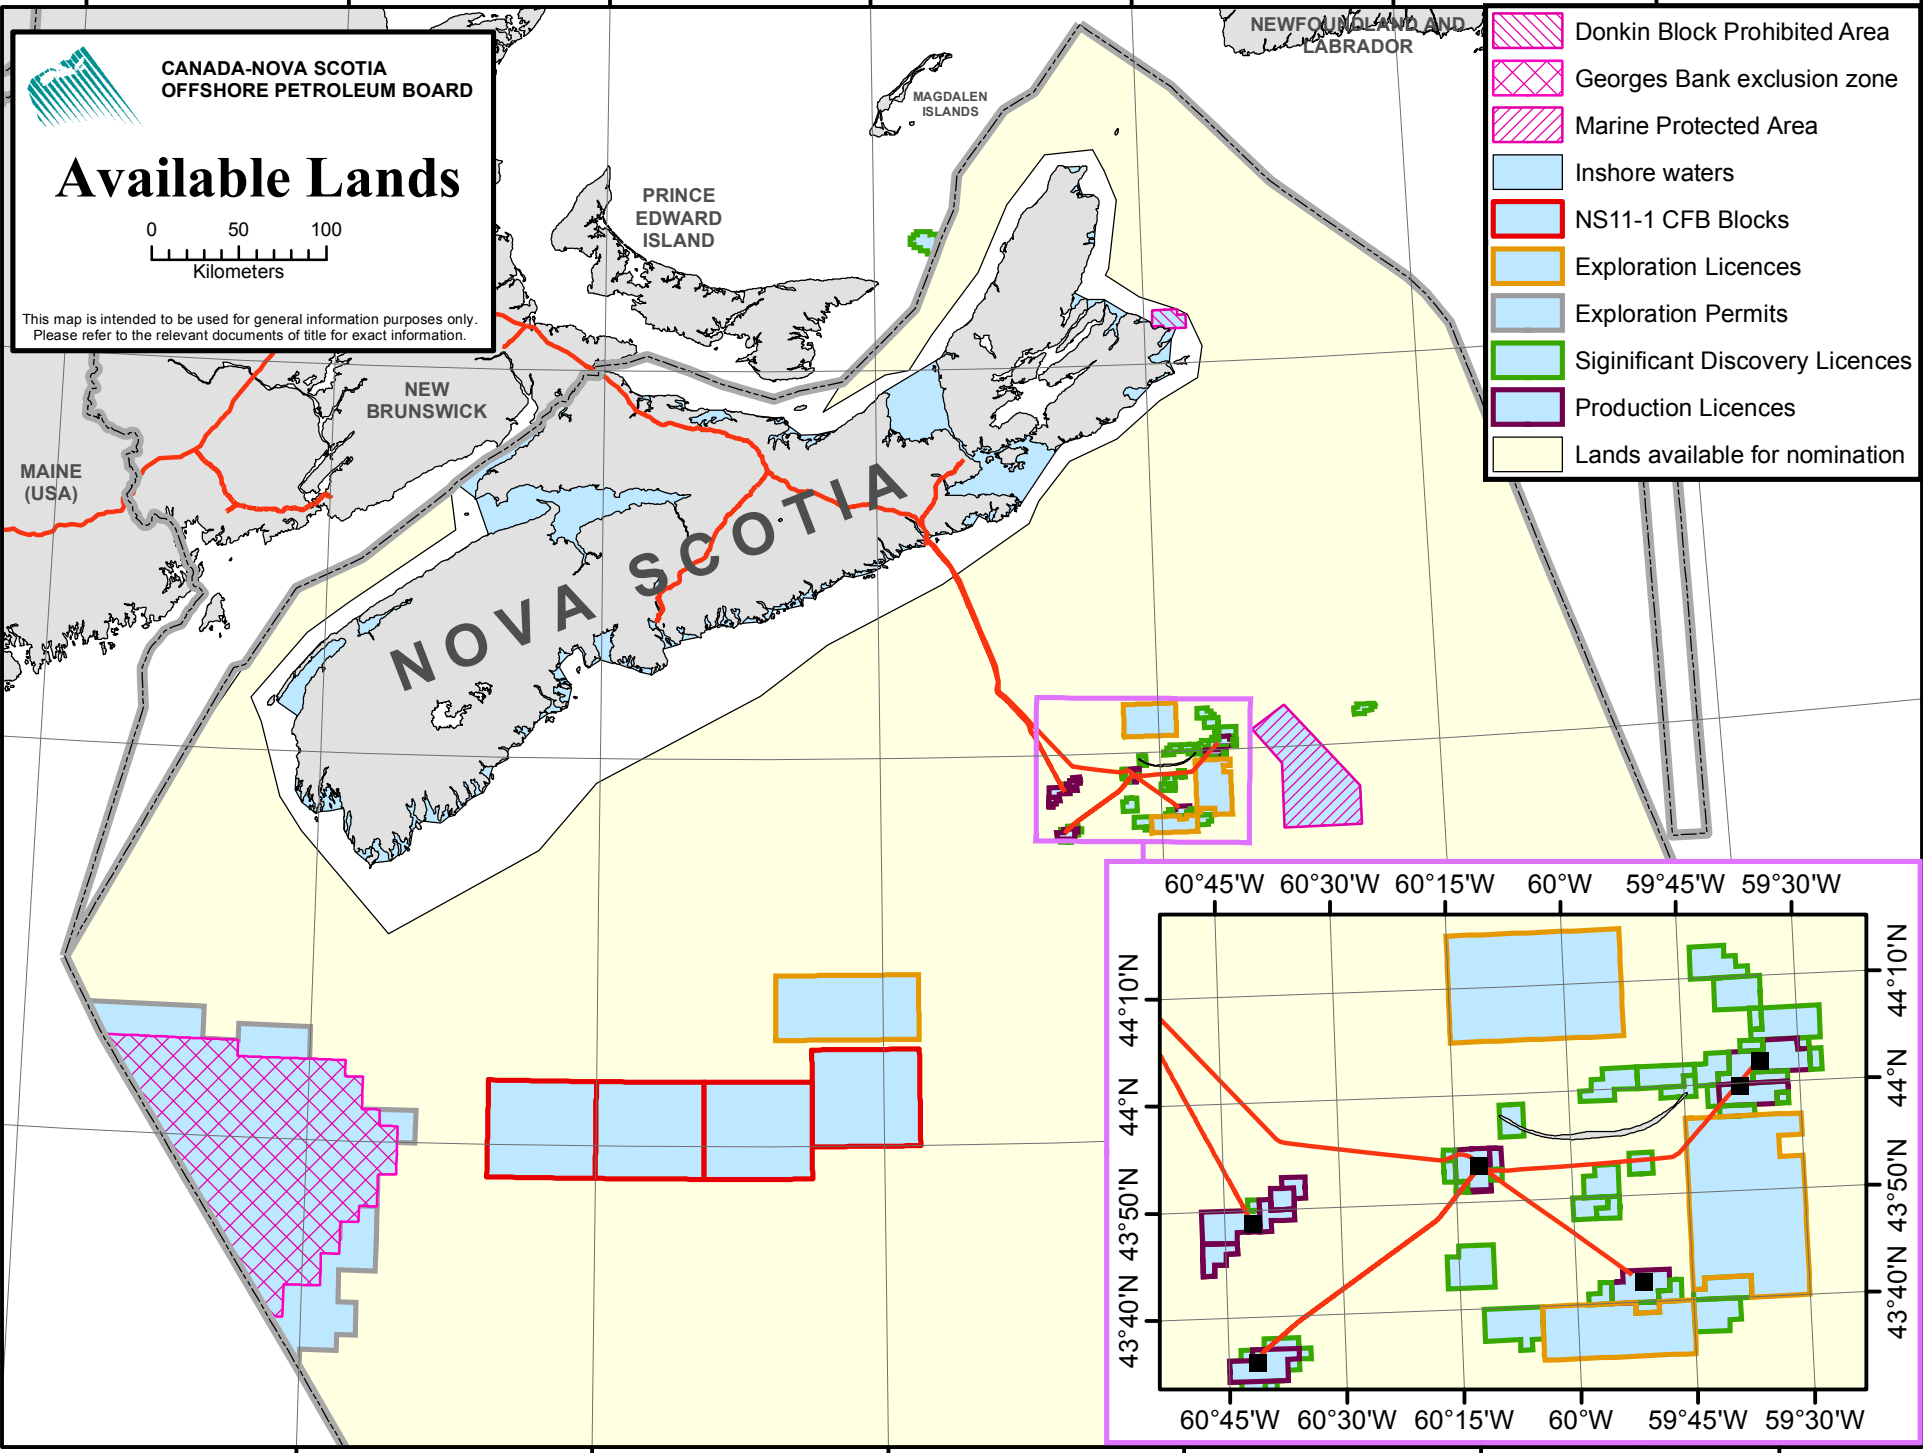 CANADA-NOVA SCOTIA
OFFSHORE PETROLEUM BOARD
Available Lands
0 50 100
Kilometers
This map is intended to be used for general information purposes only.
Please refer to the relevant documents of title for exact information.
NEWFOUNDLAND AND
LABRADOR
MAGDALEN
ISLANDS
PRINCE
EDWARD
ISLAND
NEW
BRUNSWICK
MAINE
(USA)
NOVA SCOTIA
Donkin Block Prohibited Area
Georges Bank exclusion zone
Marine Protected Area
Inshore waters
NS11-1 CFB Blocks
Exploration Licences
Exploration Permits
Siginificant Discovery Licences
Production Licences
Lands available for nomination
60°45'W 60°30'W 60°15'W 60°W 59°45'W 59°30'W
44°10'N
44°N
43°50'N
43°40'N
44°10'N
44°N
43°50'N
43°40'N
60°45'W 60°30'W 60°15'W 60°W 59°45'W 59°30'W